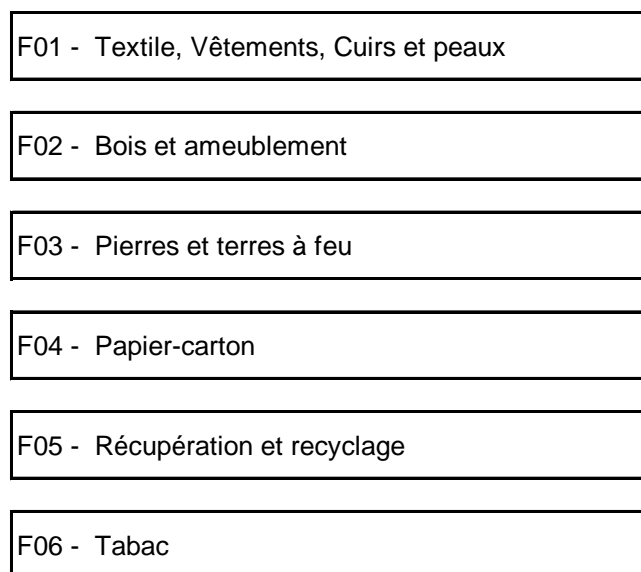 F01 - Textile, Vêtements, Cuirs et peaux
F02 - Bois et ameublement
F03 - Pierres et terres à feu
F04 - Papier-carton
F05 - Récupération et recyclage
F06 - Tabac